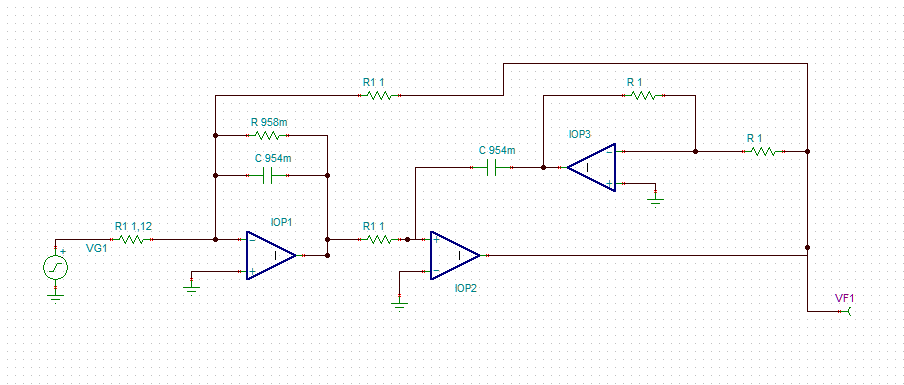 R1 1
R 1
R 958m
IOP3
R 1
C 954m
C 954m
R1 1,12
IOP1
R1 1
VG1
IOP2
VF1